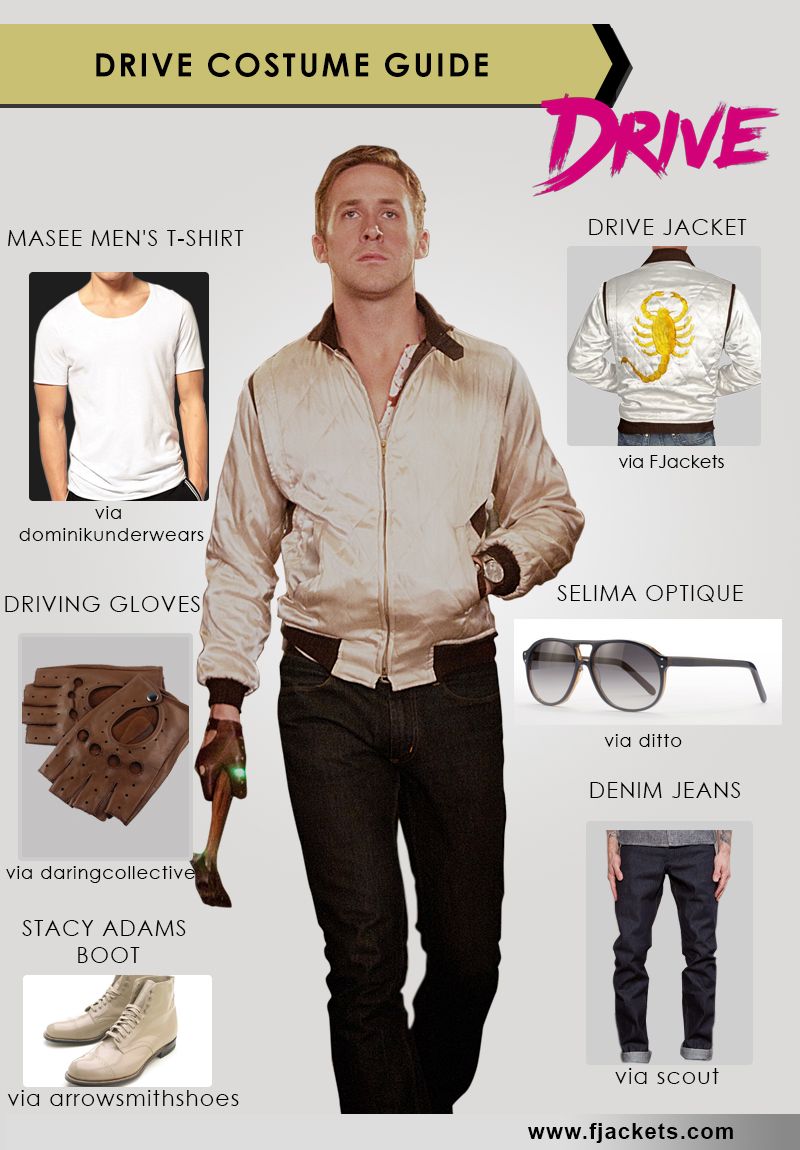 DRIVE COSTUME GUIDE
DRIVE
MASEE MEN'S T-SHIRT
via
dominikunderwears
DRIVE JACKET
via FJackets
DRIVING GLOVES
via daringcollective
SELIMA OPTIQUE
via ditto
STACY ADAMS
BOOT
via arrowsmithshoes
DENIM JEANS
via scout
www.fjackets.com